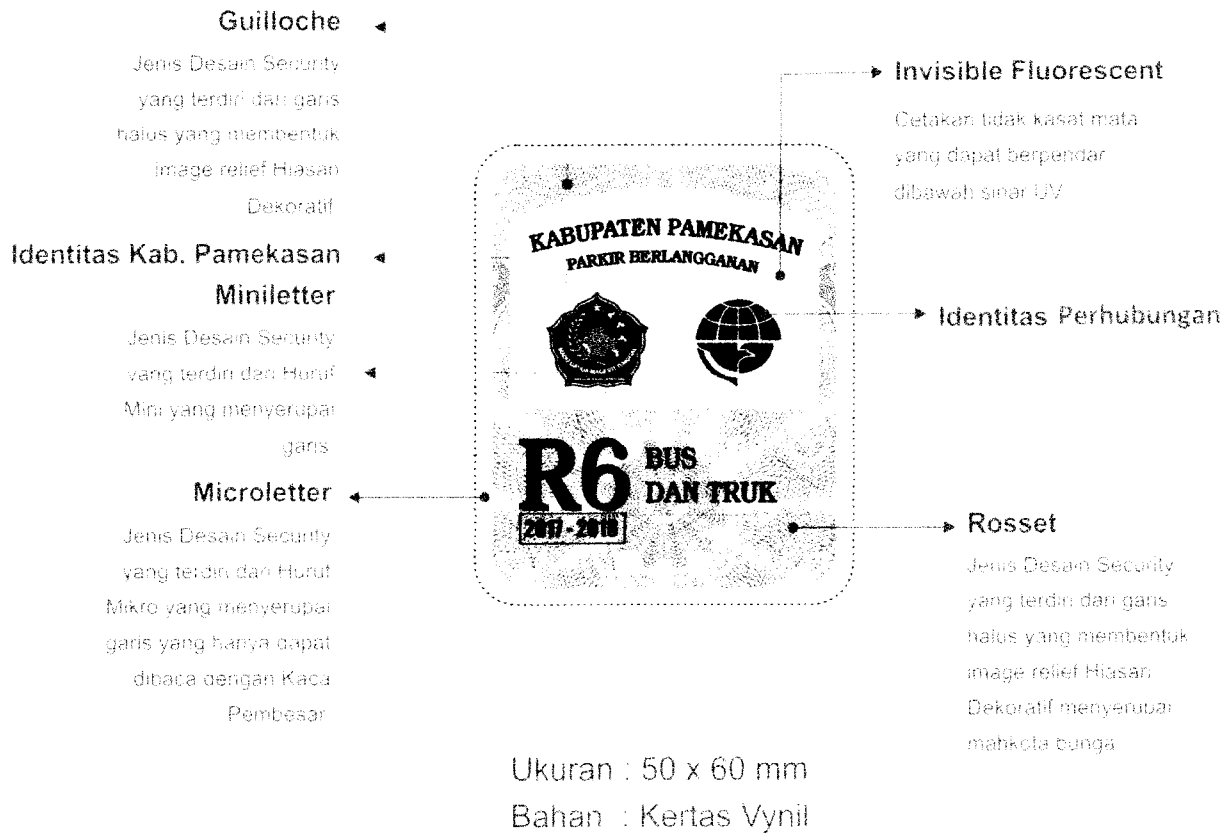 Guilloche
Jenis Desain Security
yang terdiri dari garis
halus yang membentuk
image relief Hiasan
Dekoratif
Identitas Kab. Pamekasan
Miniletter
Jenis Desain Security
yang terdiri dari Huruf
Mini yang menyerupai
garis
Microletter
Jenis Desain Security
yang terdiri dari Huruf
Mikro yang menyerupai
garis yang hanya dapat
dibaca dengan Kaca
Pembesar
KABUPATEN PAMEKASAN
PARKIR BERLANGGANAN
R6
BUS
DAN TRUK
2017 - 2018
Invisible Fluorescent
Cetakan tidak kasat mata
yang dapat berpendar
dibawah sinar UV
Identitas Perhubungan
Rosset
Jenis Desain Security
yang terdiri dari garis
halus yang membentuk
image relief Hiasan
Dekoratif menyerupai
mahkota bunga
Ukuran : 50 x 60 mm
Bahan : Kertas Vynil